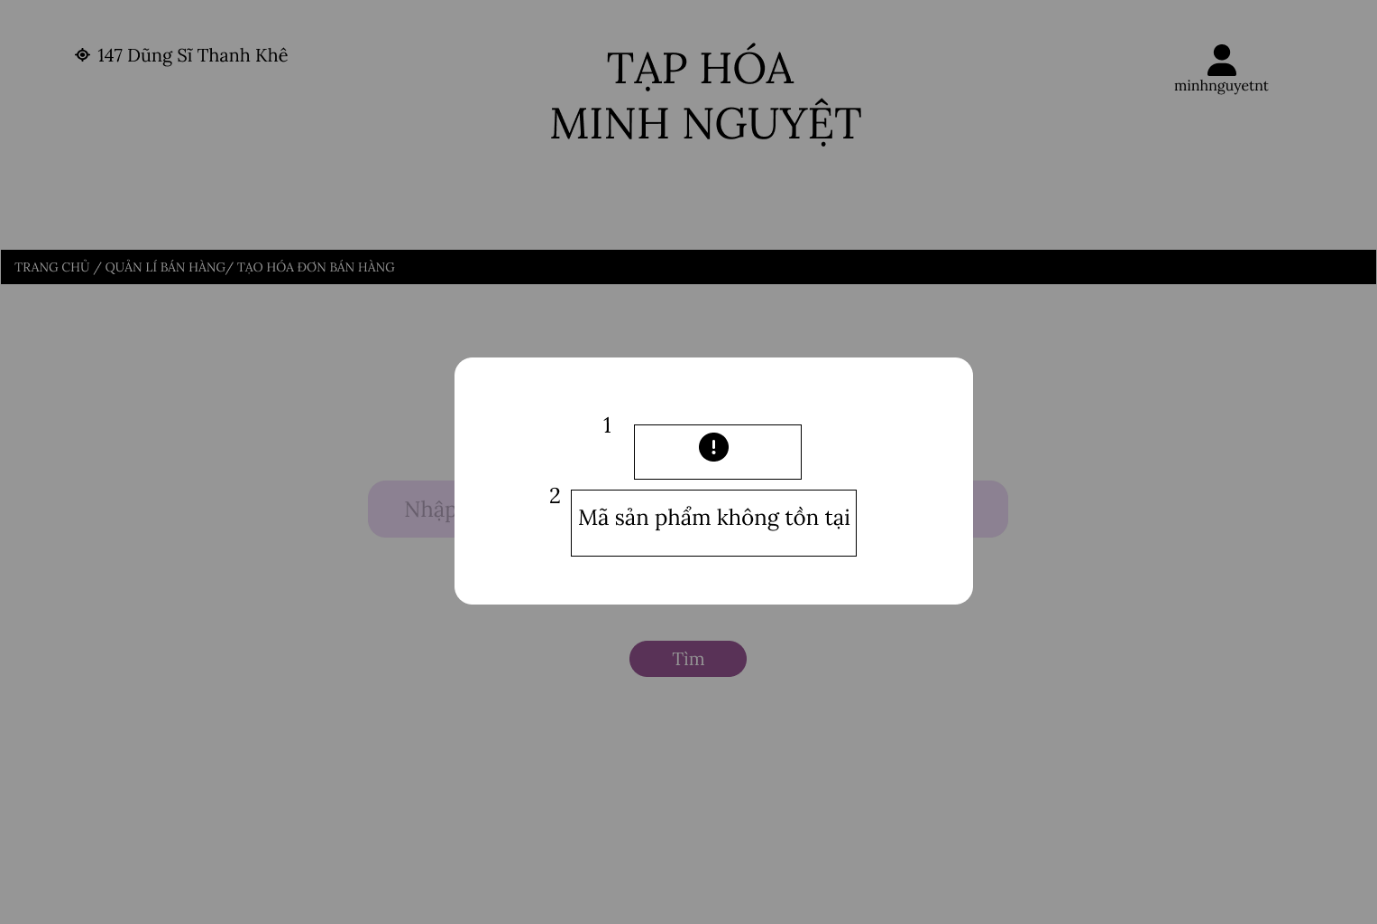 147 Dũng Sĩ Thanh Khê
TẠP HÓA
MINH NGUYỆT
minhnguyetnt
TRANG CHỦ / QUẢN LÍ BÁN HÀNG/ TẠO HÓA ĐƠN BÁN HÀNG
1
2
Mã sản phẩm không tồn tại
Nhập
Tìm